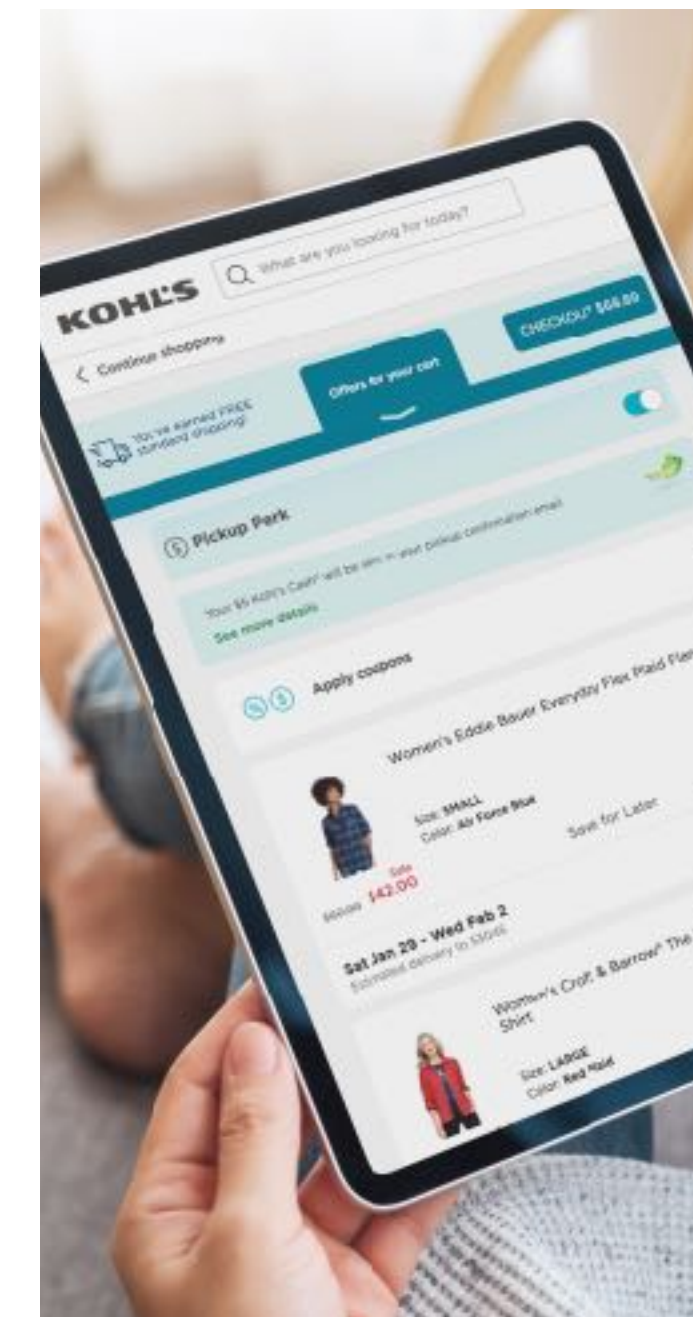 KOHL'S
What are you looking for today?
Continue shopping
You've earned FREE
standard shipping!
Offers for your cart
CHECKOUT
Pickup Perk
Your $5 Kohl's Cash® will be sent in your pickup confirmation email
See more details
Apply coupons
Women's Eddie Bauer Everyday Flex Plaid
Size: SMALL
Color: Air Force Blue
Save for Later
Sale
$42.00
Sat Jan 29 - Wed Feb 2
Estimated delivery to
Women's Croft & Barrow® The
Shirt
Size: LARGE
Color: Red